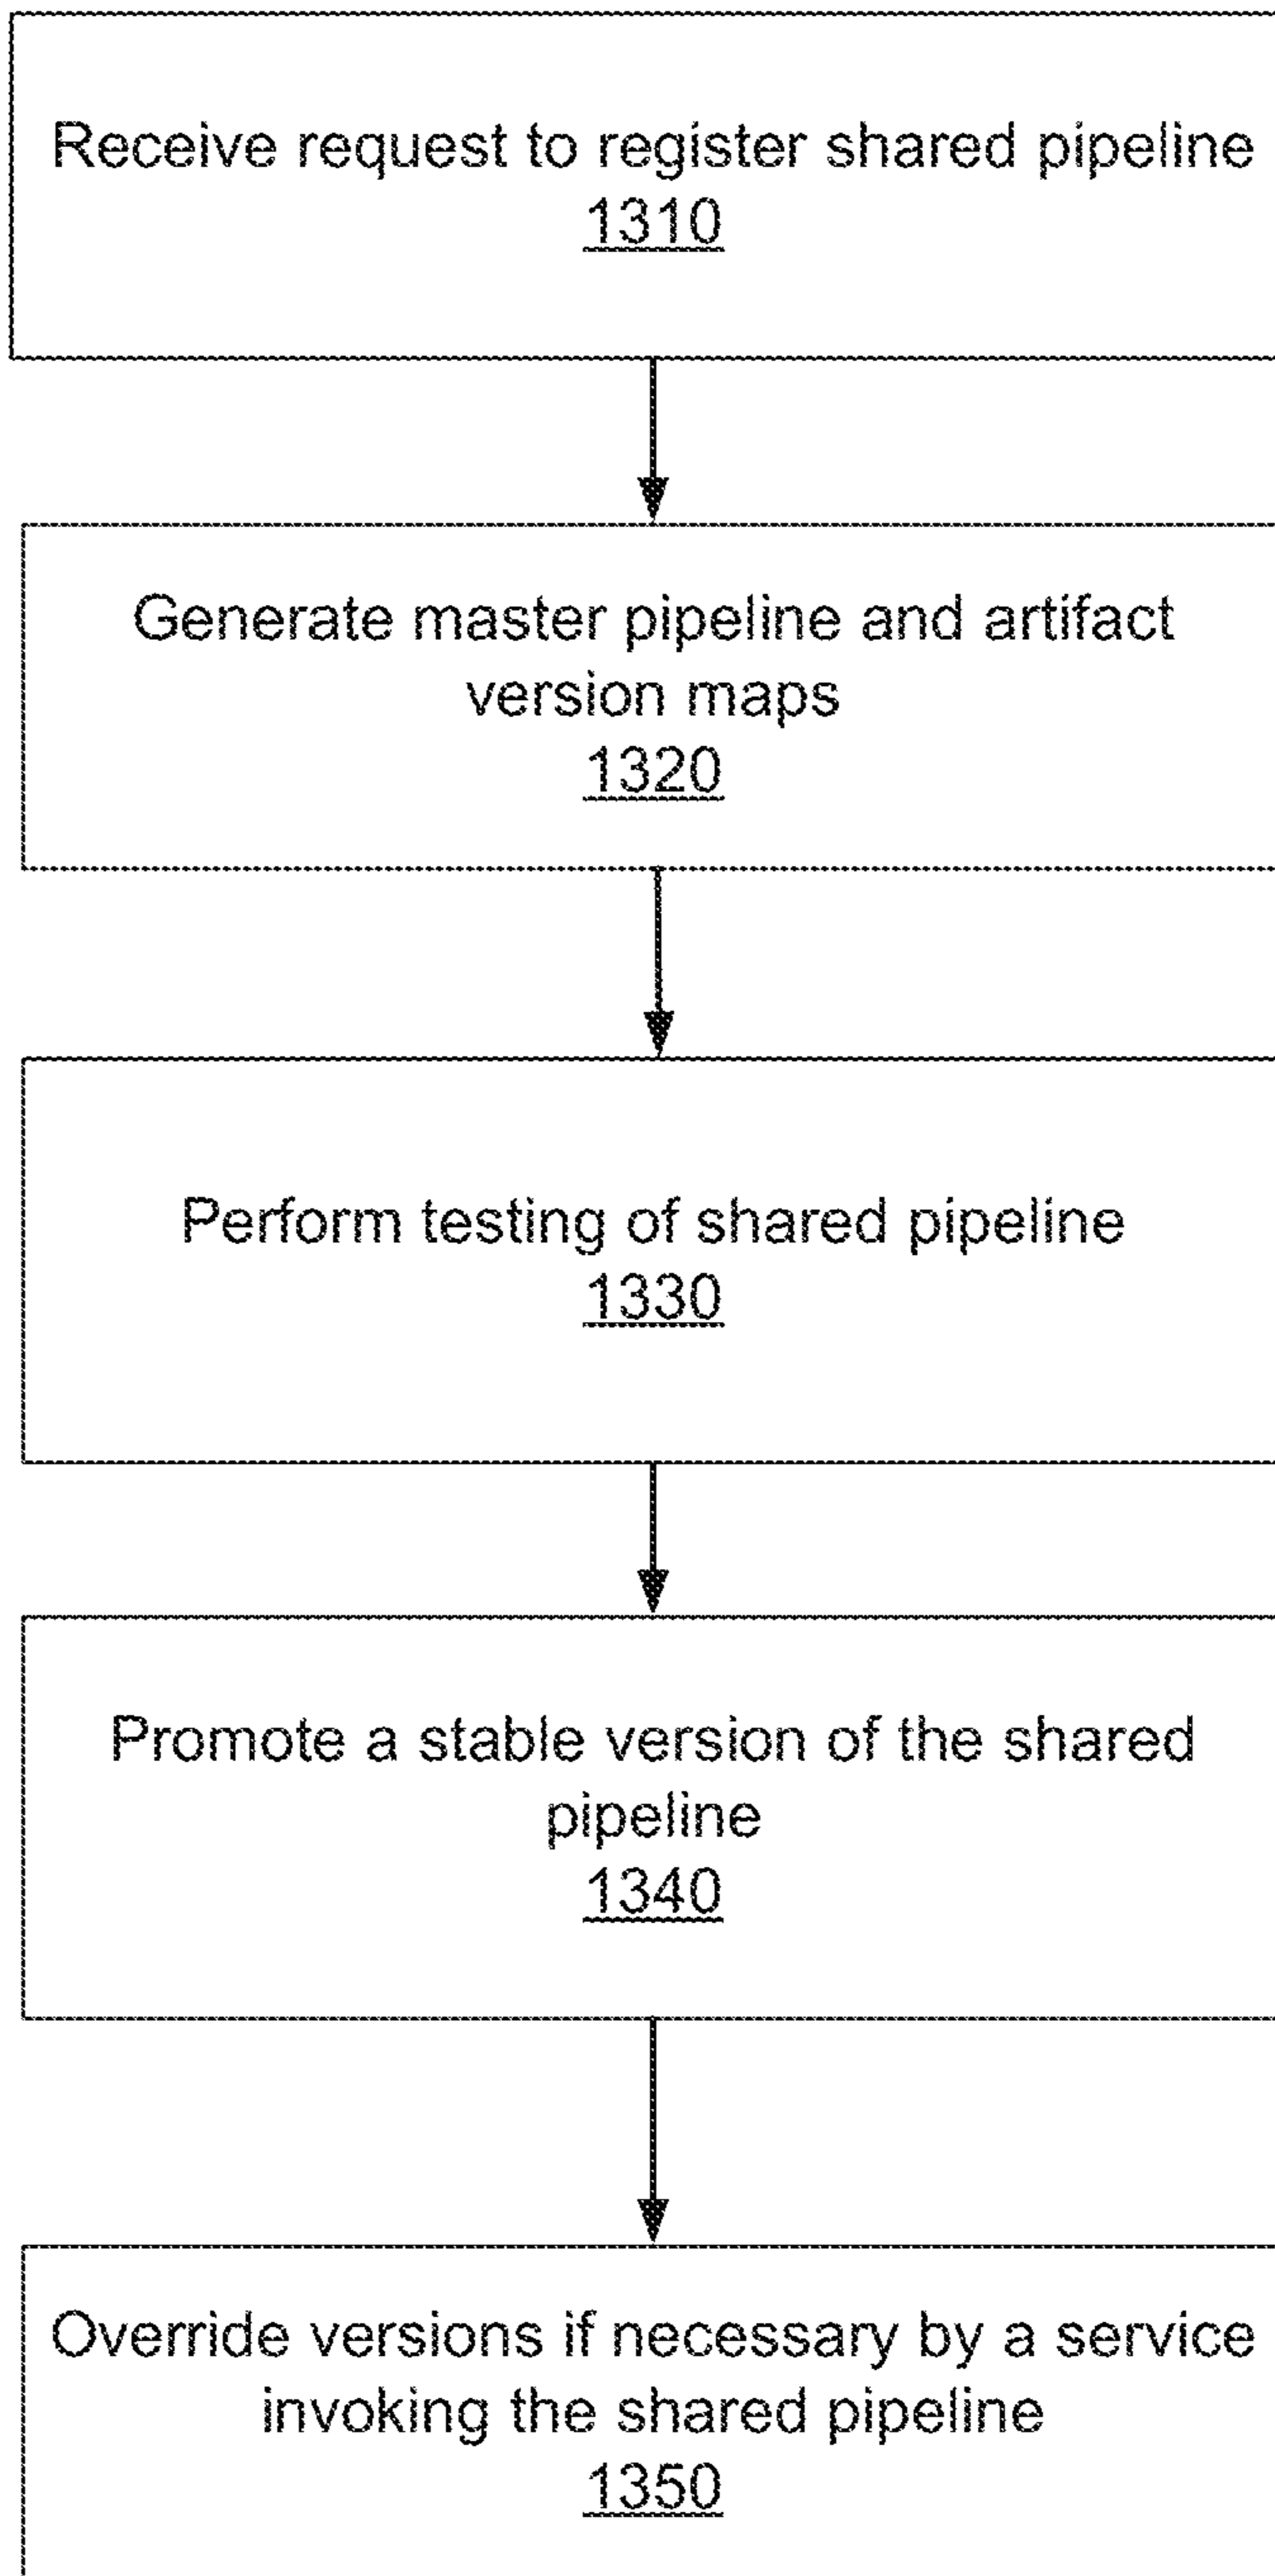 Receive request to register shared pipeline
1310
Generate master pipeline and artifact
version maps
1320
Perform testing of shared pipeline
1330
Promote a stable version of the shared
pipeline
1340
Override versions if necessary by a service
invoking the shared pipeline
1350